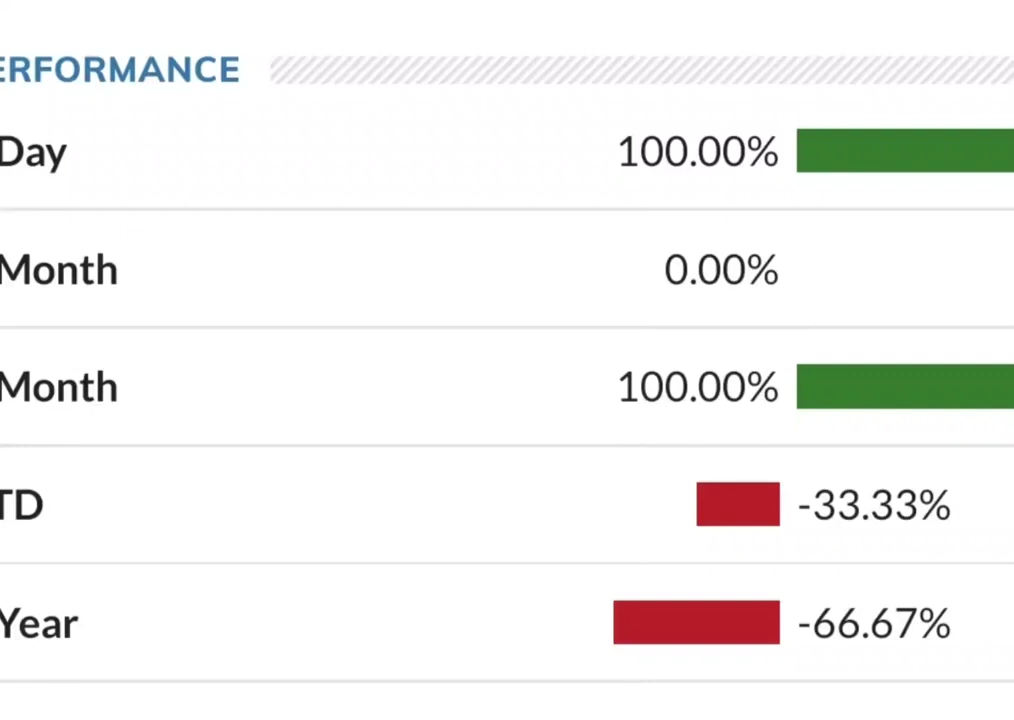 ERFORMANCE
Day 100.00%
Month 0.00%
Month 100.00%
TD -33.33%
Year -66.67%